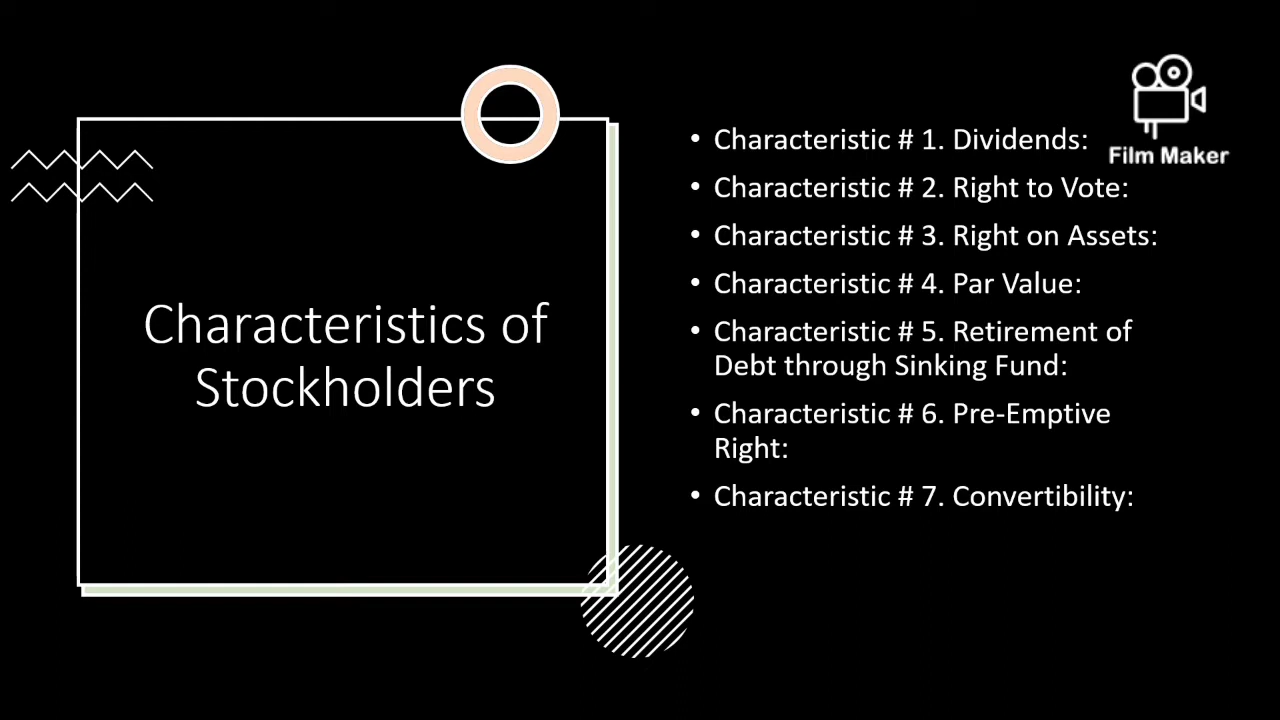 Characteristics of
Stockholders
• Characteristic # 1. Dividends:
• Characteristic # 2. Right to Vote:
• Characteristic # 3. Right on Assets:
• Characteristic # 4. Par Value:
• Characteristic # 5. Retirement of
Debt through Sinking Fund:
• Characteristic # 6. Pre-Emptive
Right:
• Characteristic # 7. Convertibility:
Film Maker